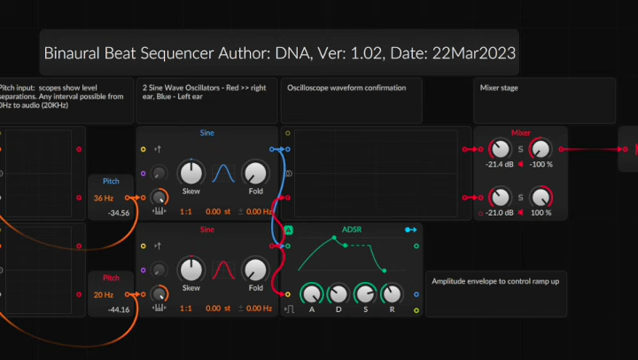 Binaural Beat Sequencer Author: DNA, Ver: 1.02, Date: 22Mar2023
Pitch input: scopes show level
separations. Any interval possible from
0Hz to audio (20KHz)
2 Sine Wave Oscillators - Red >> right
ear, Blue - Left ear
Oscilloscope waveform confirmation
Mixer stage
Sine
Mixer
Pitch
36 Hz
-34.56
Skew
Fold
1:1 0.00 st ± 0.00 Hz
S
-21.4 dB
-100 %
S
-21.0 dB
100 %
Sine
A
ADSR
Pitch
20 Hz
-44.16
Skew
Fold
1:1 0.00 st ± 0.00 Hz
A D S R
Amplitude envelope to control ramp up